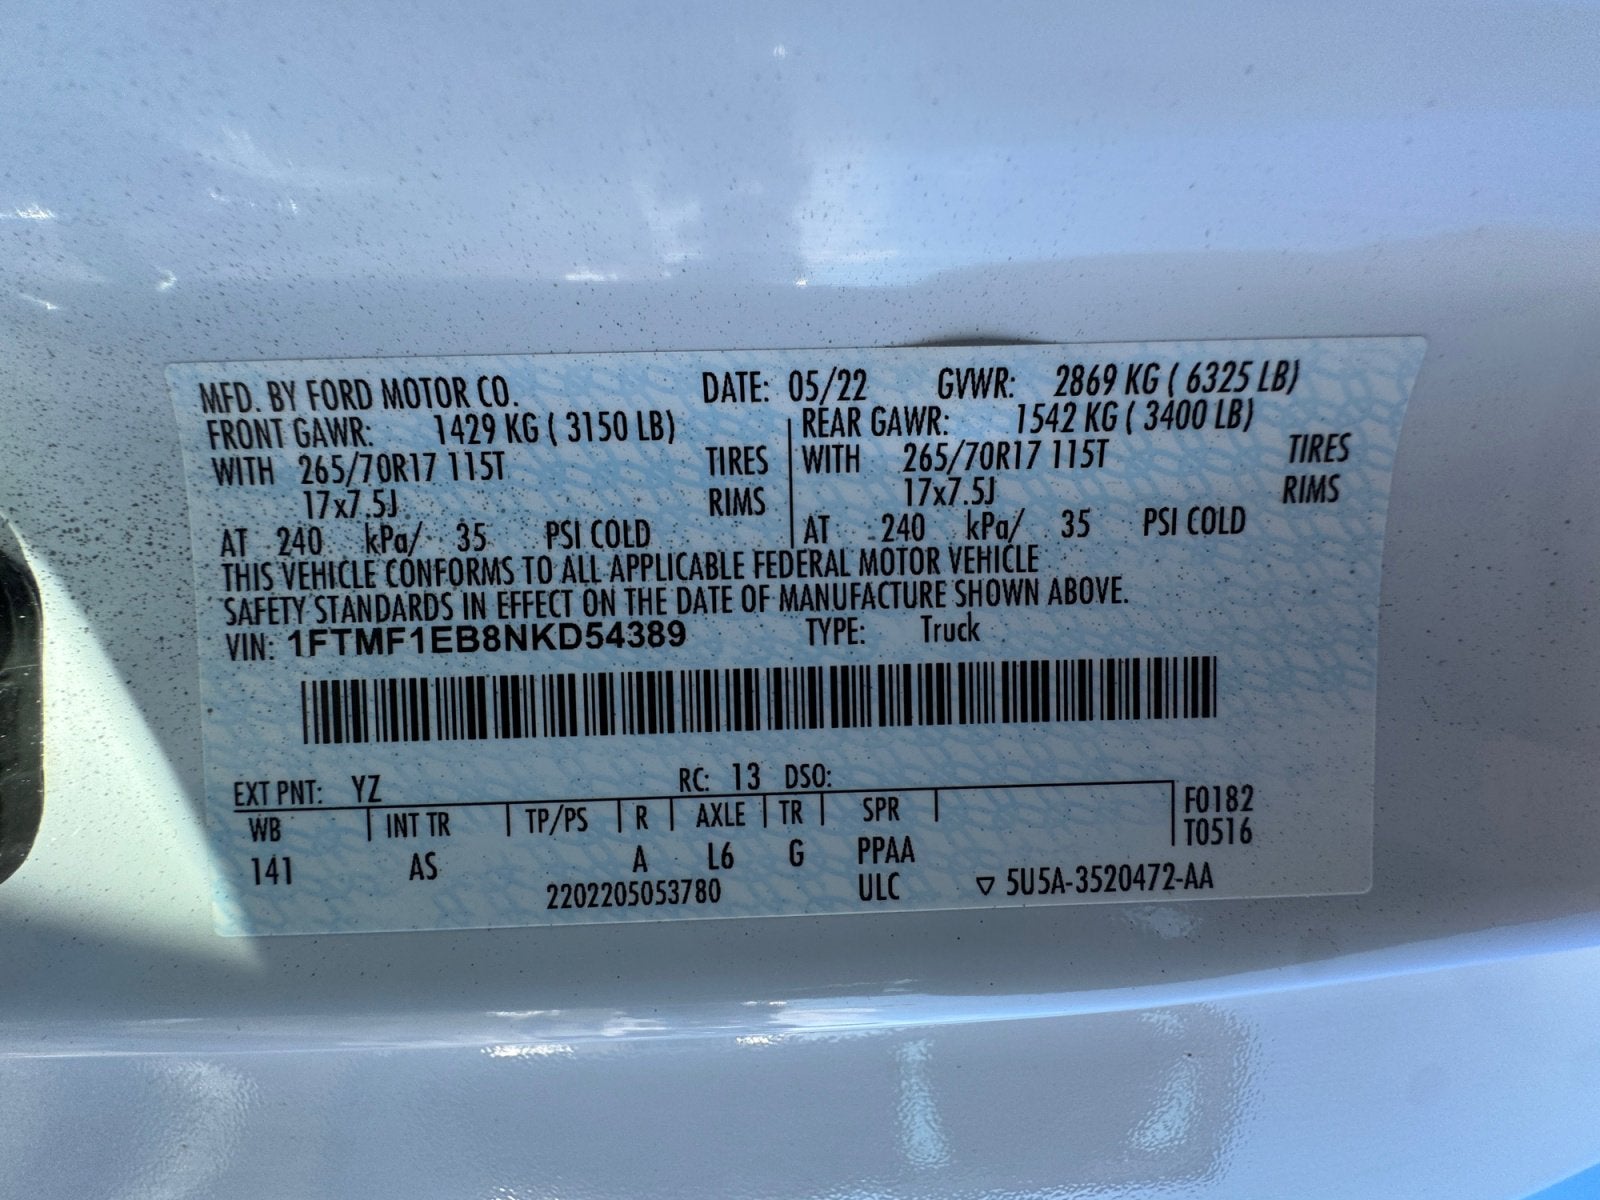 MFD. BY FORD MOTOR CO. DATE: 05/22 GVWR: 2869 KG ( 6325 LB)
FRONT GAWR: 1429 KG ( 3150 LB) REAR GAWR: 1542 KG ( 3400 LB)
WITH 265/70R17 115T TIRES WITH 265/70R17 115T TIRES
17x7.5J RIMS 17x7.5J RIMS
AT 240 kPa/ 35 PSI COLD AT 240 kPa/ 35 PSI COLD
THIS VEHICLE CONFORMS TO ALL APPLICABLE FEDERAL MOTOR VEHICLE
SAFETY STANDARDS IN EFFECT ON THE DATE OF MANUFACTURE SHOWN ABOVE.
VIN: 1FTMF1EB8NKD54389 TYPE: Truck
EXT PNT: YZ RC: 13 DSO:
WB INT TR TP/PS R AXLE TR SPR F0182
T0516
141 AS A L6 G PPAA
2202205053780 ULC ▽ 5U5A-3520472-AA